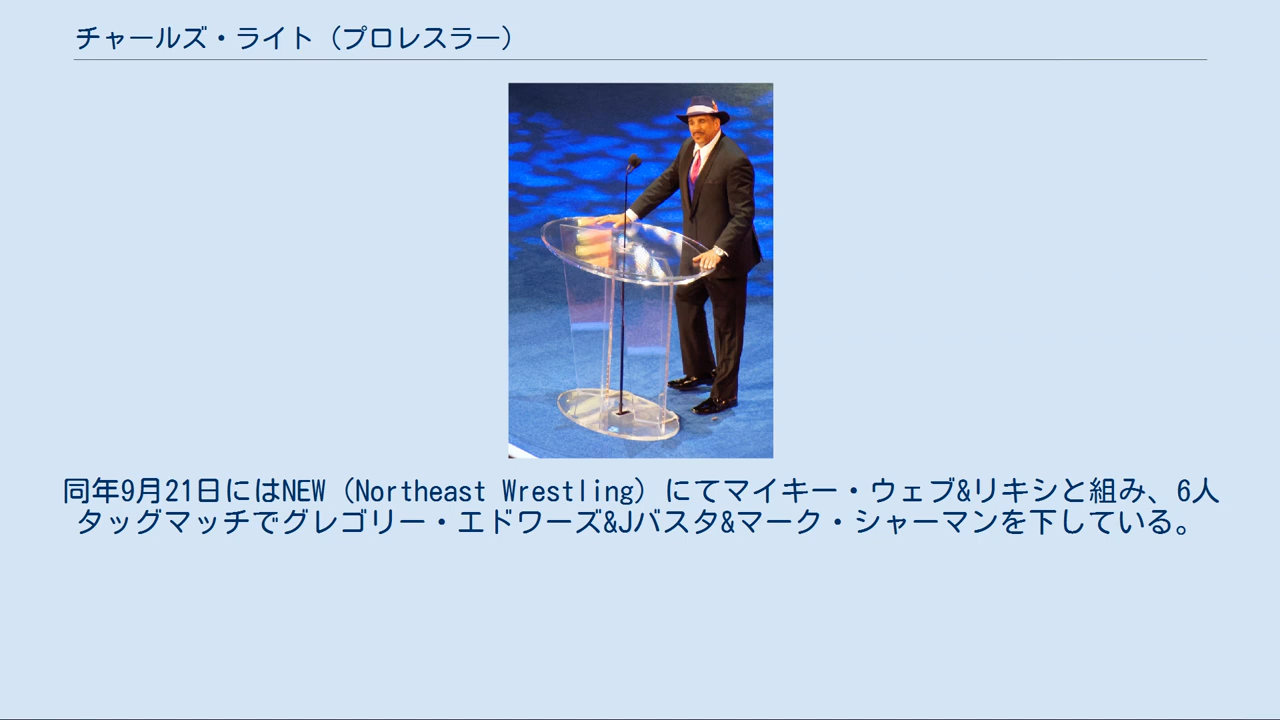 チャールズ・ライト（プロレスラー）
同年9月21日にはNEW（Northeast Wrestling）にてマイキー・ウェブ&リキシと組み、6人
タッグマッチでグレゴリー・エドワーズ&Jバスタ&マーク・シャーマンを下している。